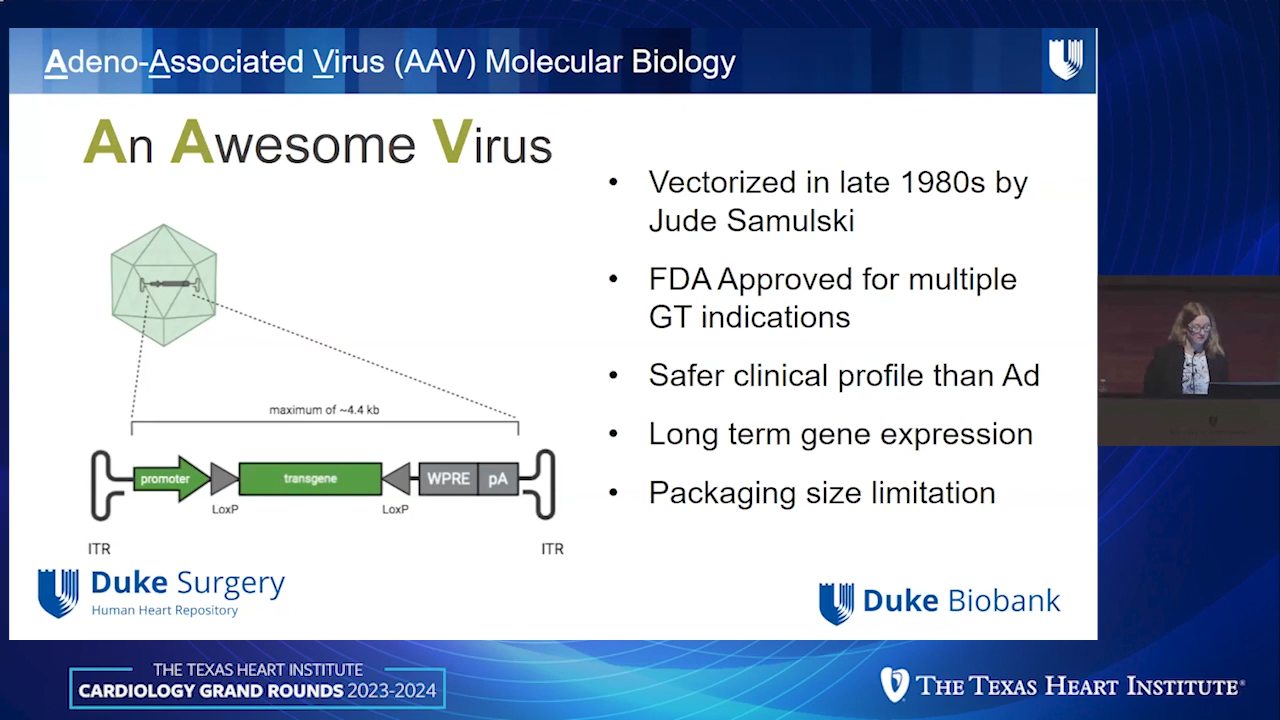 Adeno-Associated Virus (AAV) Molecular Biology
An Awesome Virus
• Vectorized in late 1980s by
Jude Samulski
• FDA Approved for multiple
GT indications
• Safer clinical profile than Ad
• Long term gene expression
• Packaging size limitation
maximum of ~4.4 kb
promoter
transgene
WPRE
pA
LoxP
LoxP
ITR
ITR
Duke Surgery
Human Heart Repository
Duke Biobank
THE TEXAS HEART INSTITUTE
CARDIOLOGY GRAND ROUNDS 2023-2024
THE TEXAS HEART INSTITUTE®